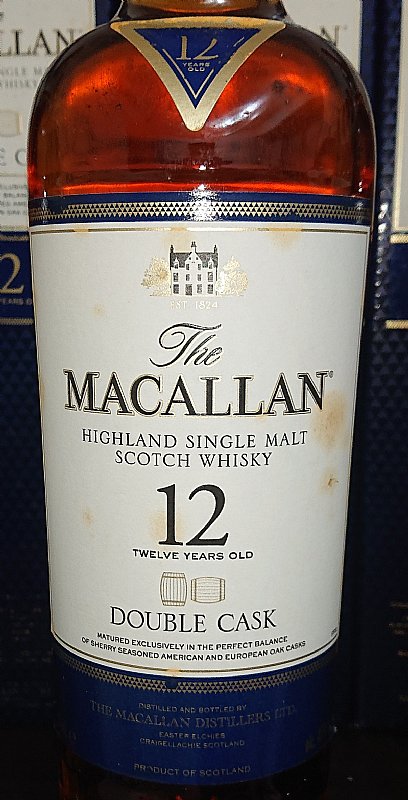 12
YEARS
OLD
EST. 1824
The
MACALLAN
HIGHLAND SINGLE MALT
SCOTCH WHISKY
12
TWELVE YEARS OLD
DOUBLE CASK
MATURED EXCLUSIVELY IN THE PERFECT BALANCE
OF SHERRY SEASONED AMERICAN AND EUROPEAN OAK CASKS
DISTILLED AND BOTTLED BY
THE MACALLAN DISTILLERS LTD.
EASTER ELCHIES
CRAIGELLACHIE SCOTLAND
PRODUCT OF SCOTLAND